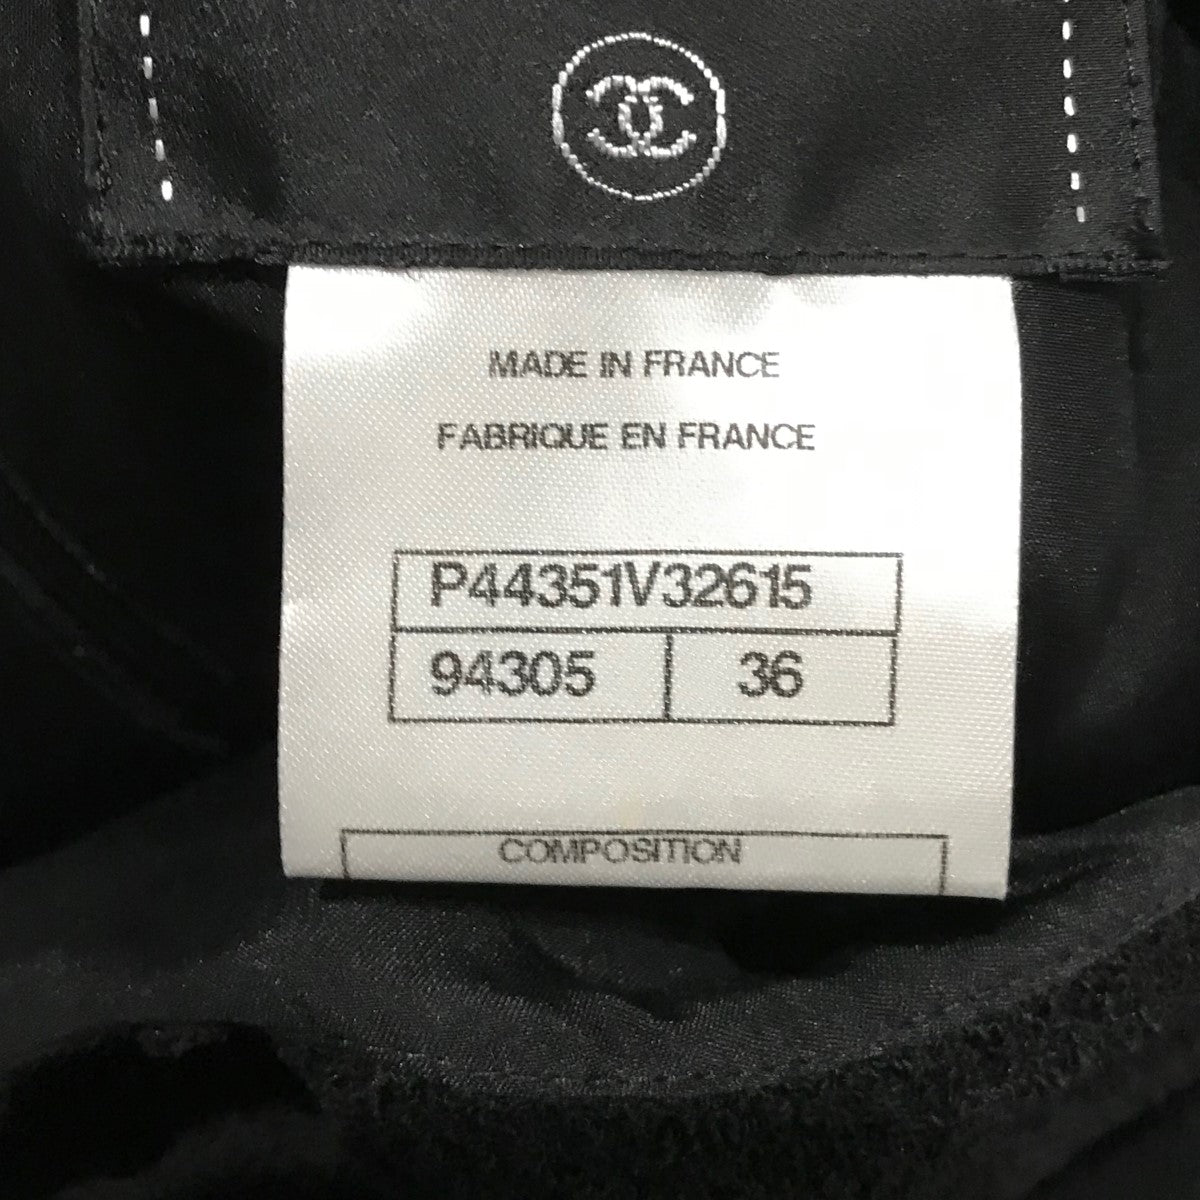 MADE IN FRANCE
FABRIQUE EN FRANCE
P44351V32615
94305 36
COMPOSITION